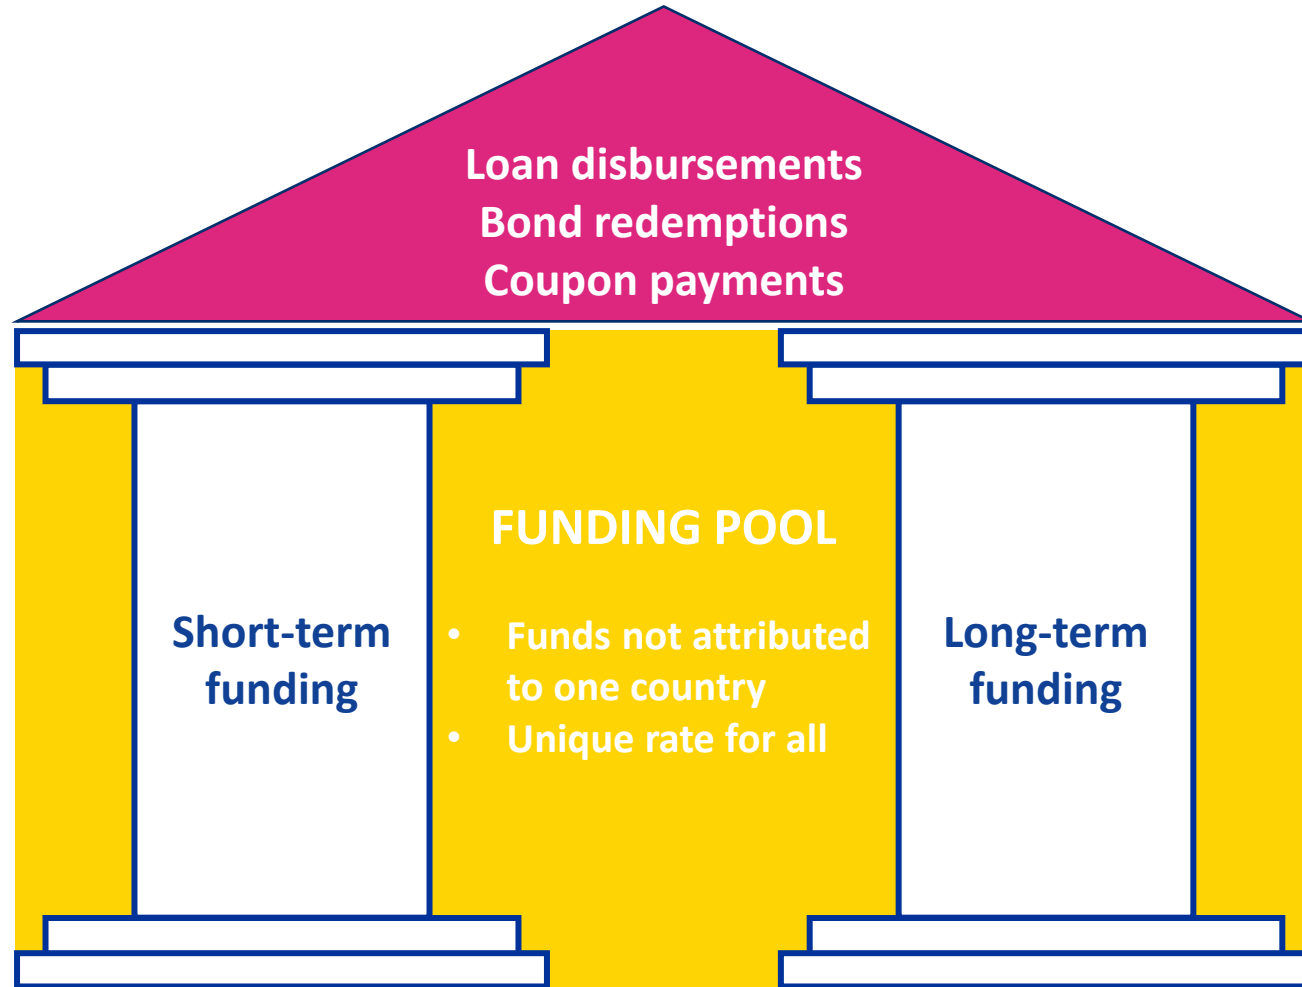 Loan disbursements
Bond redemptions
Coupon payments
FUNDING POOL
Short-term
funding
• Funds not attributed
to one country
• Unique rate for all
Long-term
funding